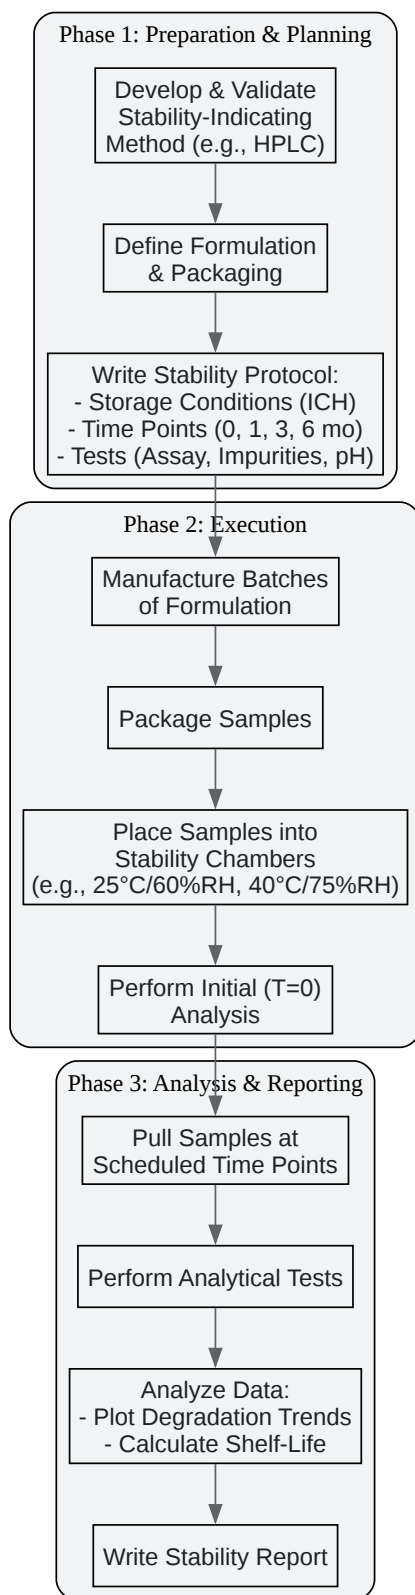 Phase 1: Preparation & Planning
Develop & Validate
Stability-Indicating
Method (e.g., HPLC)
Define Formulation
& Packaging
Write Stability Protocol:
- Storage Conditions (ICH)
- Time Points (0, 1, 3, 6 mo)
- Tests (Assay, Impurities, pH)
Phase 2: Execution
Manufacture Batches
of Formulation
Package Samples
Place Samples into
Stability Chambers
(e.g., 25°C/60%RH, 40°C/75%RH)
Perform Initial (T=0)
Analysis
Phase 3: Analysis & Reporting
Pull Samples at
Scheduled Time Points
Perform Analytical Tests
Analyze Data:
- Plot Degradation Trends
- Calculate Shelf-Life
Write Stability Report